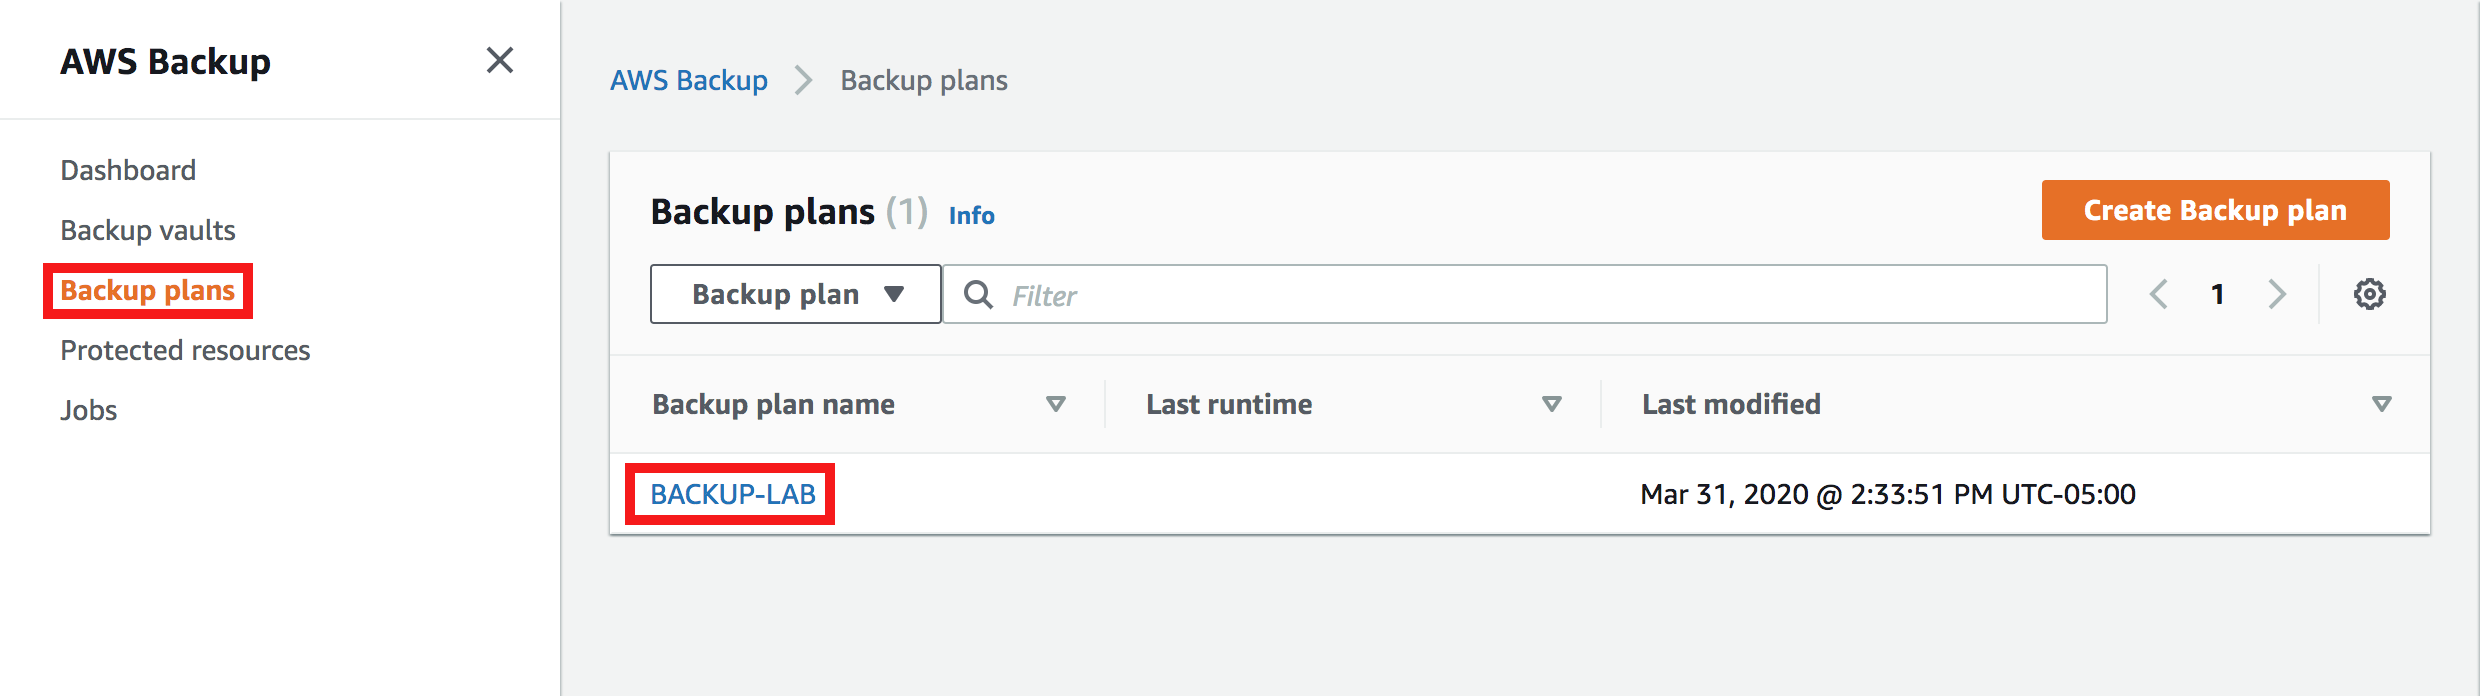 AWS Backup
Dashboard
Backup vaults
Backup plans
Protected resources
Jobs
AWS Backup Backup plans
Backup plans (1) Info
Create Backup plan
Backup plan
Filter
1
Backup plan name Last runtime Last modified
BACKUP-LAB Mar 31, 2020 @ 2:33:51 PM UTC-05:00